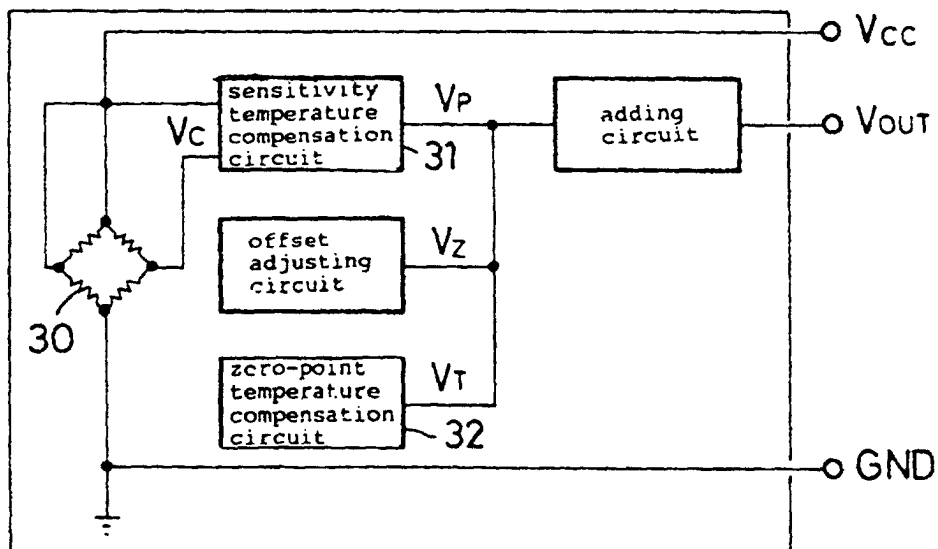 VCC
sensitivity
temperature
compensation
circuit
VP
31
adding
circuit
VOUT
VC
offset
adjusting
circuit
VZ
30
zero-point
temperature
compensation
circuit
VT
32
GND